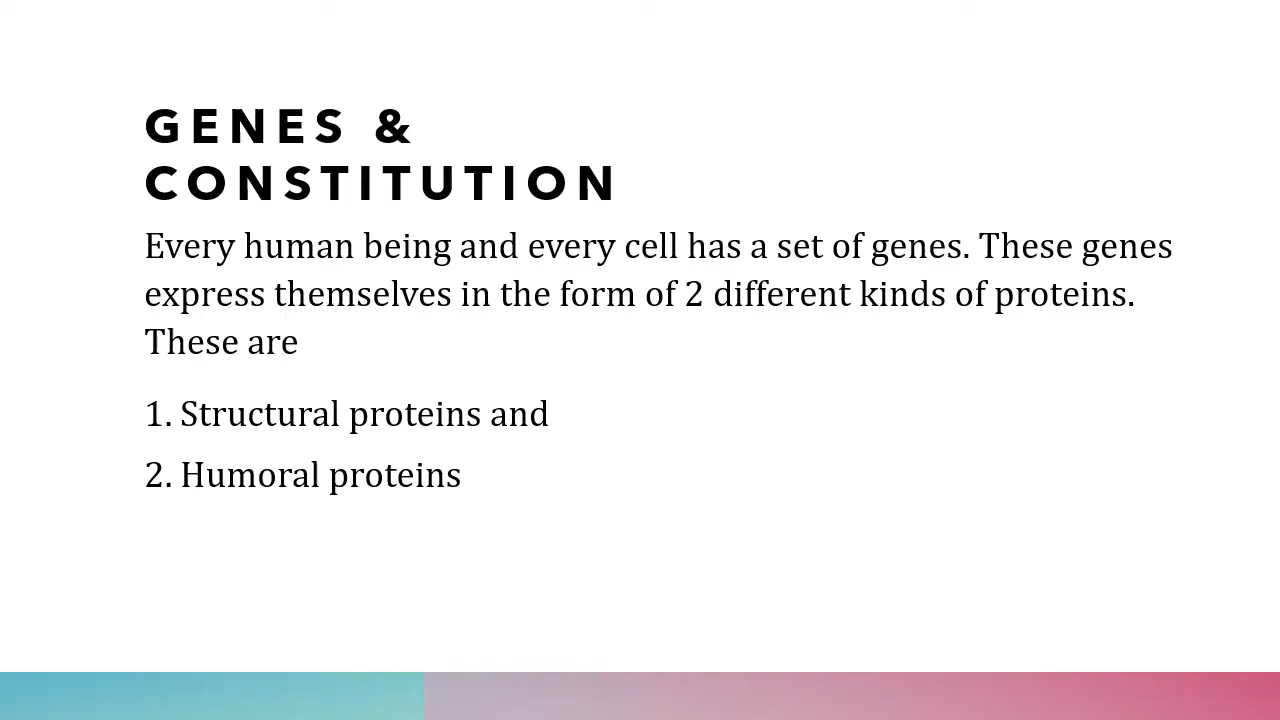 GENES &
CONSTITUTION
Every human being and every cell has a set of genes. These genes
express themselves in the form of 2 different kinds of proteins.
These are
1. Structural proteins and
2. Humoral proteins